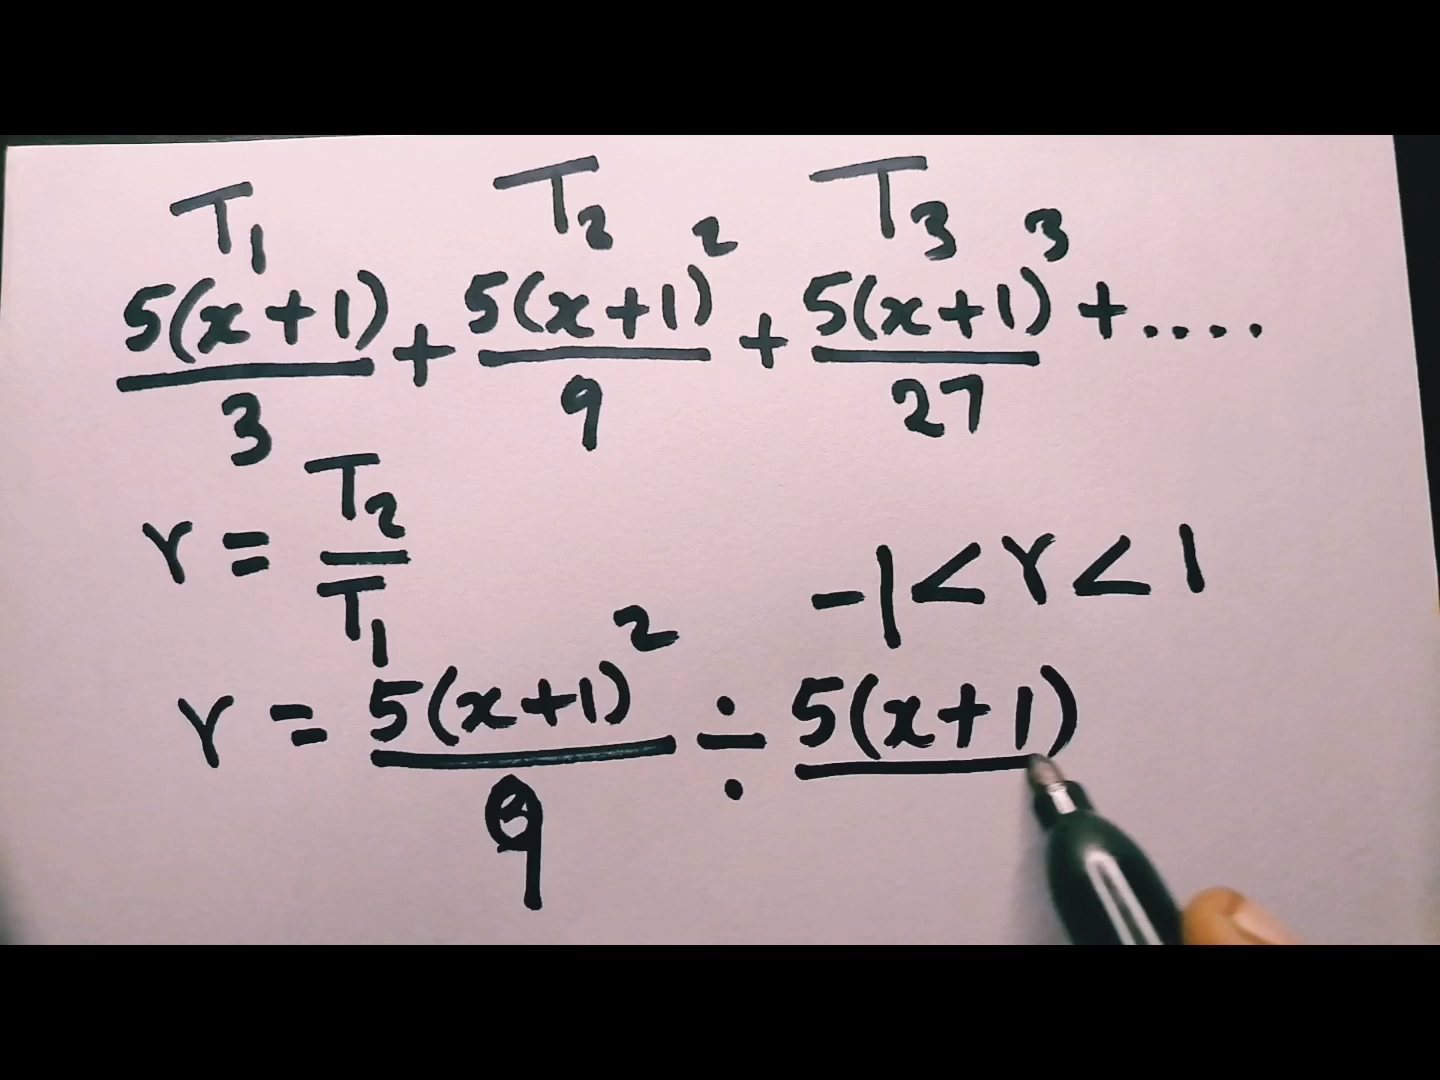 T₁ T₂ T₃
5(x+1)/3 + 5(x+1)²/9 + 5(x+1)³/27 + ....
r = T₂/T₁
-1 < r < 1
r = 5(x+1)²/9 ÷ 5(x+1)